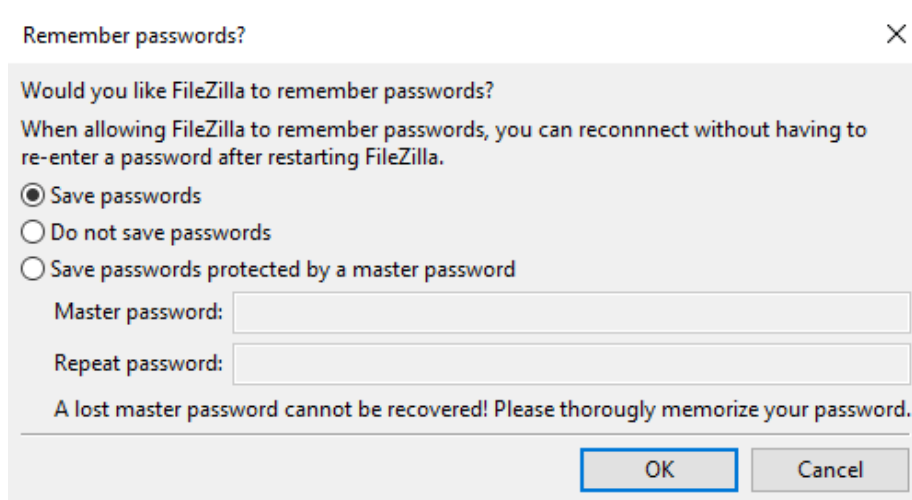 Remember passwords?
Would you like FileZilla to remember passwords?
When allowing FileZilla to remember passwords, you can reconnnect without having to
re-enter a password after restarting FileZilla.
Save passwords
Do not save passwords
Save passwords protected by a master password
Master password:
Repeat password:
A lost master password cannot be recovered! Please thorougly memorize your password.
OK Cancel